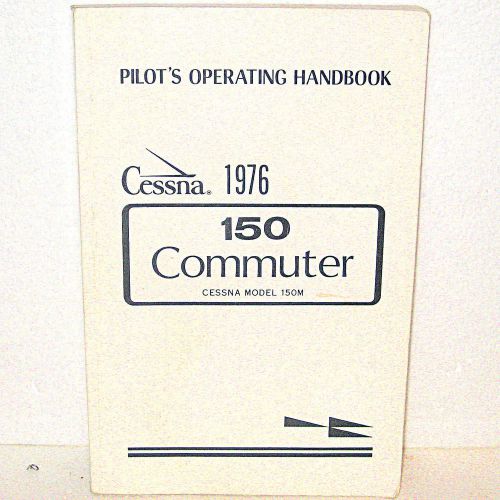 PILOT'S OPERATING HANDBOOK
Cessna® 1976
150
Commuter
CESSNA MODEL 150M